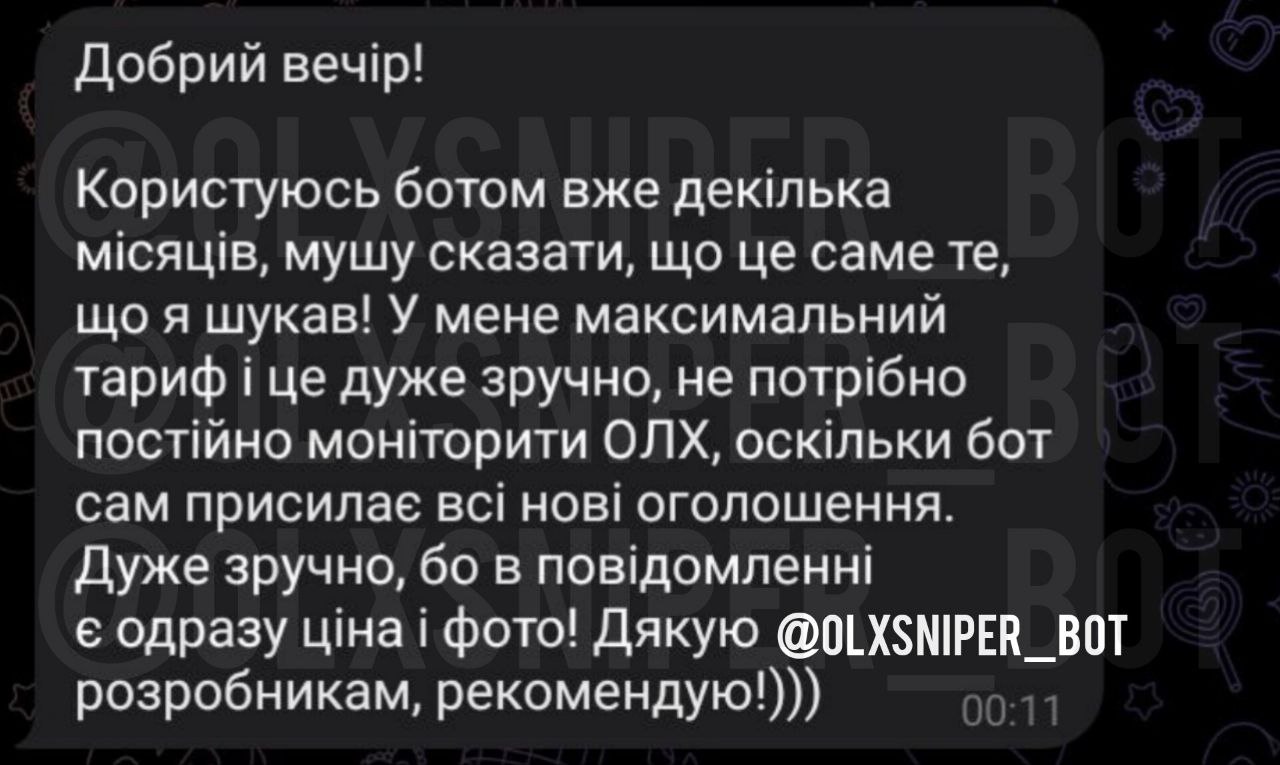 Добрий вечір!
Користуюсь ботом вже декілька
місяців, мушу сказати, що це саме те,
що я шукав! У мене максимальний
тариф і це дуже зручно, не потрібно
постійно моніторити ОЛХ, оскільки бот
сам присилає всі нові оголошення.
Дуже зручно, бо в повідомленні
є одразу ціна і фото! Дякую @OLXSNIPER_BOT
розробникам, рекомендую!)))
00:11
@OLXSNIPER_BOT
@OLXSNIPER_BOT
@OLXSNIPER_BOT